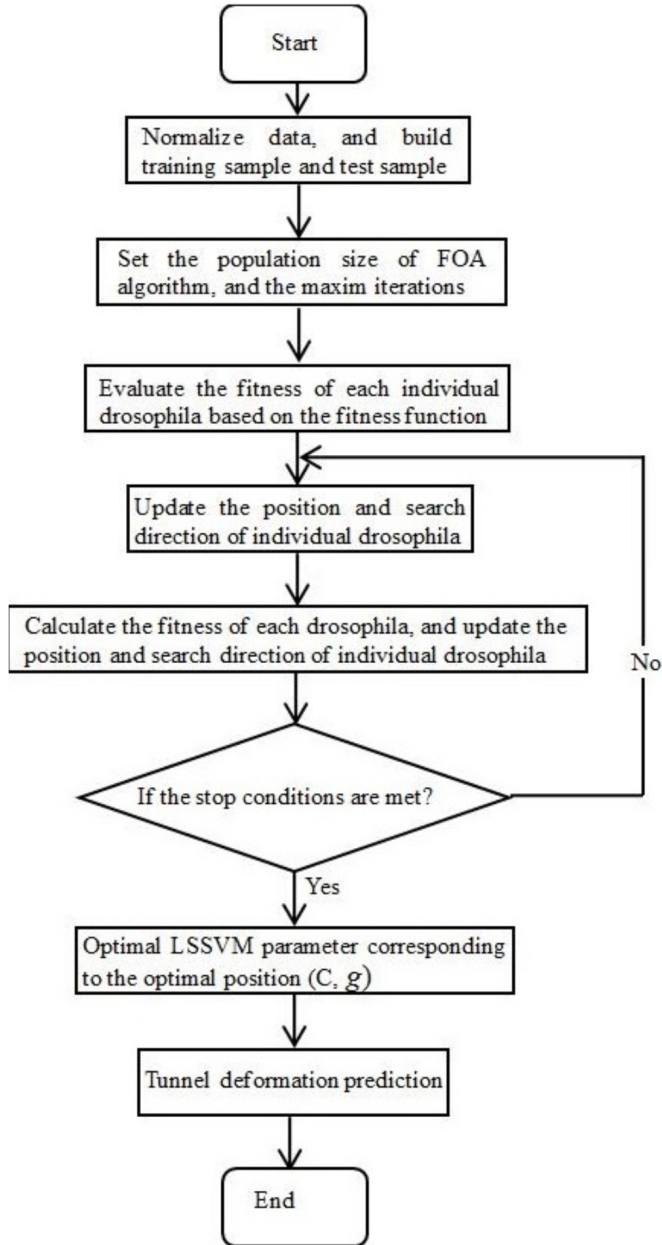 Start
Normalize data, and build
training sample and test sample
Set the population size of FOA
algorithm, and the maxim iterations
Evaluate the fitness of each individual
drosophila based on the fitness function
Update the position and search
direction of individual drosophila
Calculate the fitness of each drosophila, and update the
position and search direction of individual drosophila
No
If the stop conditions are met?
Yes
Optimal LSSVM parameter corresponding
to the optimal position (C, g)
Tunnel deformation prediction
End